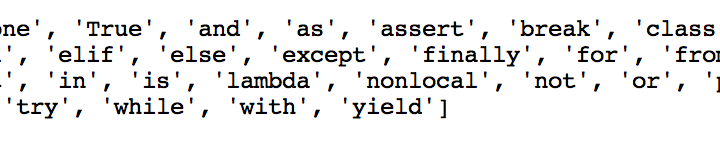 one', 'True', 'and', 'as', 'assert', 'break', 'class
', 'elif', 'else', 'except', 'finally', 'for', 'fro
', 'in', 'is', 'lambda', 'nonlocal', 'not', 'or', '
'try', 'while', 'with', 'yield']